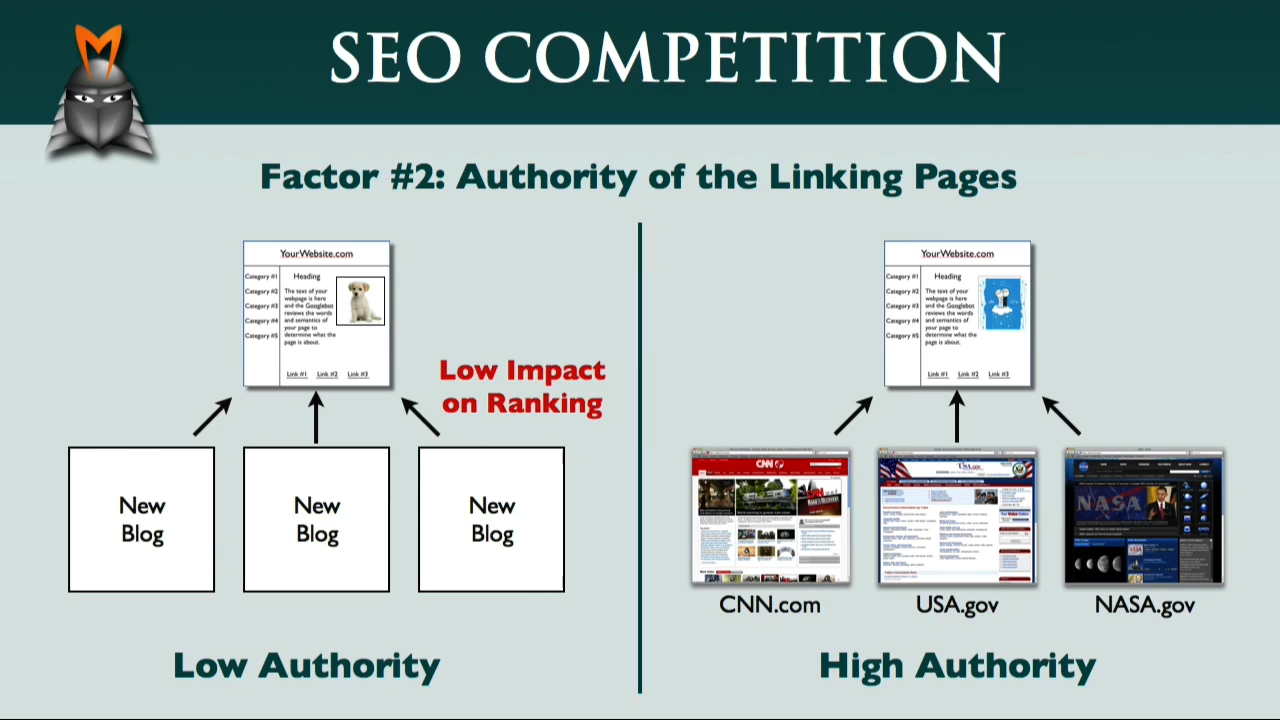 SEO COMPETITION
Factor #2: Authority of the Linking Pages
YourWebsite.com
Category #1
Category #2
Category #3
Category #4
Category #5
Heading
The text of your
webpage is here
and the Googlebot
reviews the words
and semantics of
your page to
determine what the
page is about.
Link #1 Link #2 Link #3
Low Impact
on Ranking
New
Blog
New
Blog
New
Blog
Low Authority
YourWebsite.com
Category #1
Category #2
Category #3
Category #4
Category #5
Heading
The text of your
webpage is here
and the Googlebot
reviews the words
and semantics of
your page to
determine what the
page is about.
Link #1 Link #2 Link #3
CNN
USA.gov
CNN.com
USA.gov
NASA.gov
High Authority